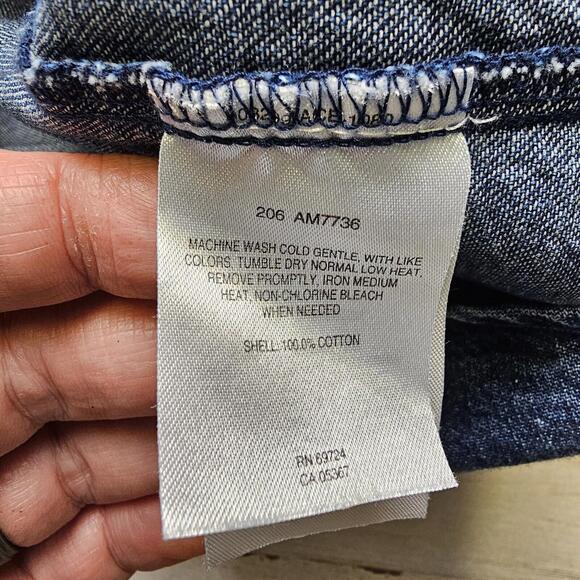 206 AM7736
MACHINE WASH COLD GENTLE, WITH LIKE
COLORS, TUMBLE DRY NORMAL LOW HEAT,
REMOVE PROMPTLY, IRON MEDIUM
HEAT, NON-CHLORINE BLEACH
WHEN NEEDED
SHELL: 100.0% COTTON
RN 69724
CA 05367